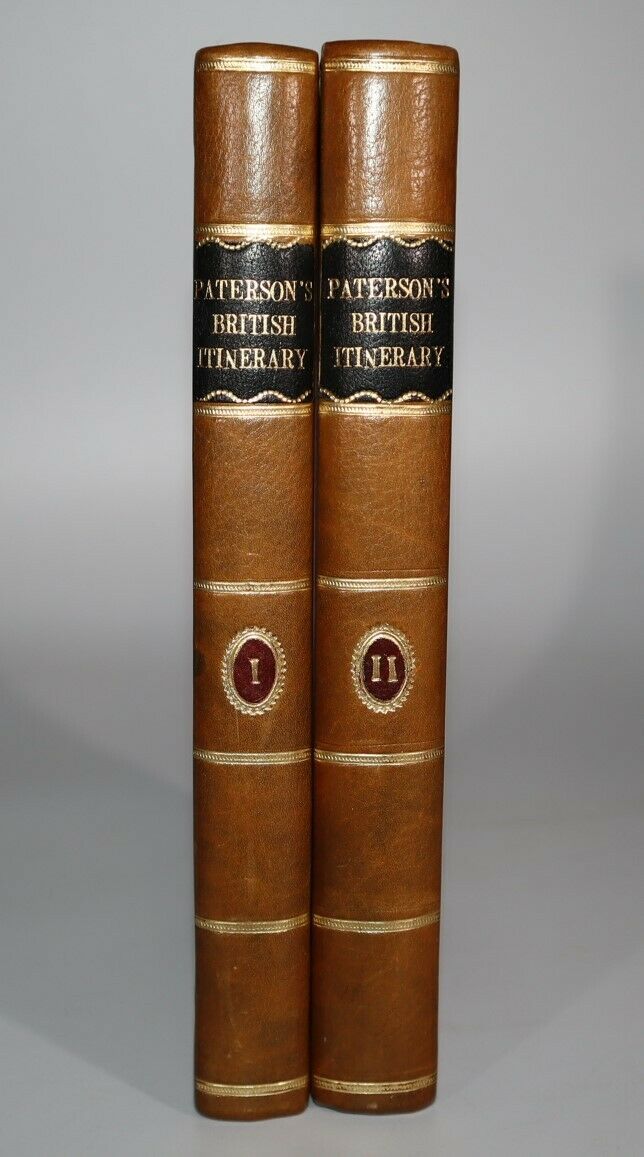 PATERSON'S
BRITISH
ITINERARY
I
PATERSON'S
BRITISH
ITINERARY
II